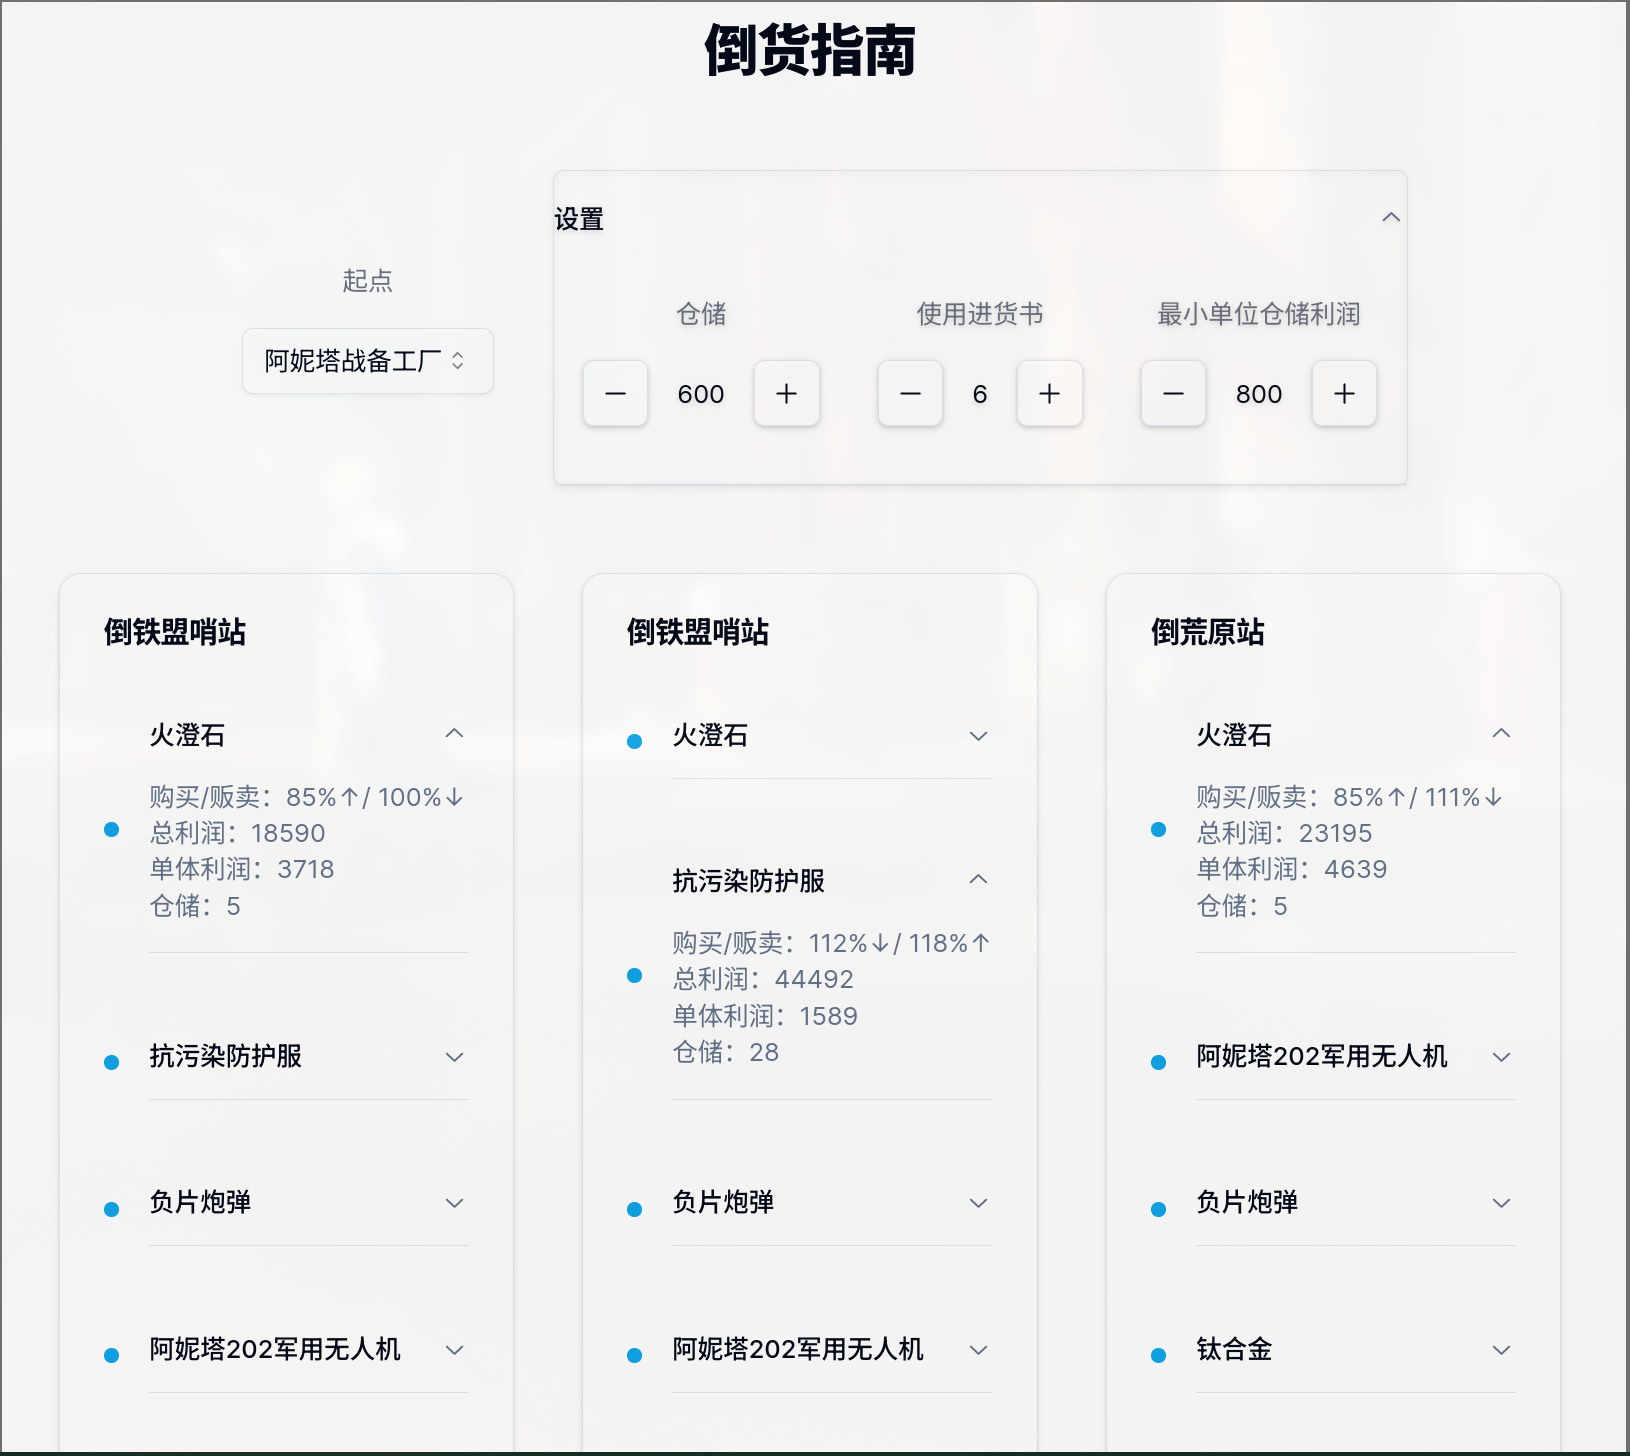 倒货指南
起点
阿妮塔战备工厂
设置
仓储
使用进货书
最小单位仓储利润
600
6
800
倒铁盟哨站
火澄石
购买/贩卖：85%↑/ 100%↓
总利润：18590
单体利润：3718
仓储：5
抗污染防护服
负片炮弹
阿妮塔202军用无人机
倒铁盟哨站
火澄石
抗污染防护服
购买/贩卖：112%↓/ 118%↑
总利润：44492
单体利润：1589
仓储：28
负片炮弹
阿妮塔202军用无人机
倒荒原站
火澄石
购买/贩卖：85%↑/ 111%↓
总利润：23195
单体利润：4639
仓储：5
阿妮塔202军用无人机
负片炮弹
钛合金